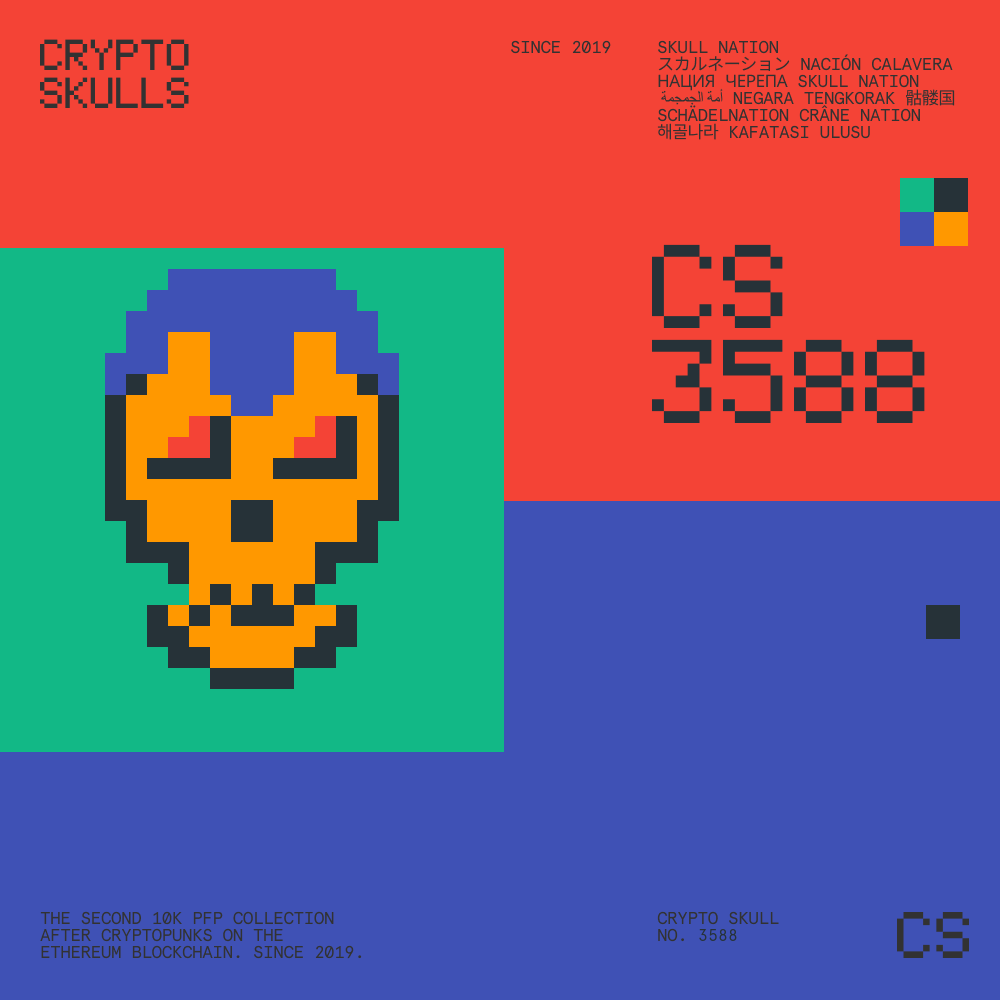 CRYPTO
SKULLS
SINCE 2019
SKULL NATION
スカルネーション NACIÓN CALAVERA
НАЦИЯ ЧЕРЕПА SKULL NATION
أمة الجمجمة NEGARA TENGKORAK 骷髅国
SCHÄDELNATION CRÂNE NATION
해골나라 KAFATASI ULUSU
CS
3588
THE SECOND 10K PFP COLLECTION
AFTER CRYPTOPUNKS ON THE
ETHEREUM BLOCKCHAIN. SINCE 2019.
CRYPTO SKULL
NO. 3588
CS